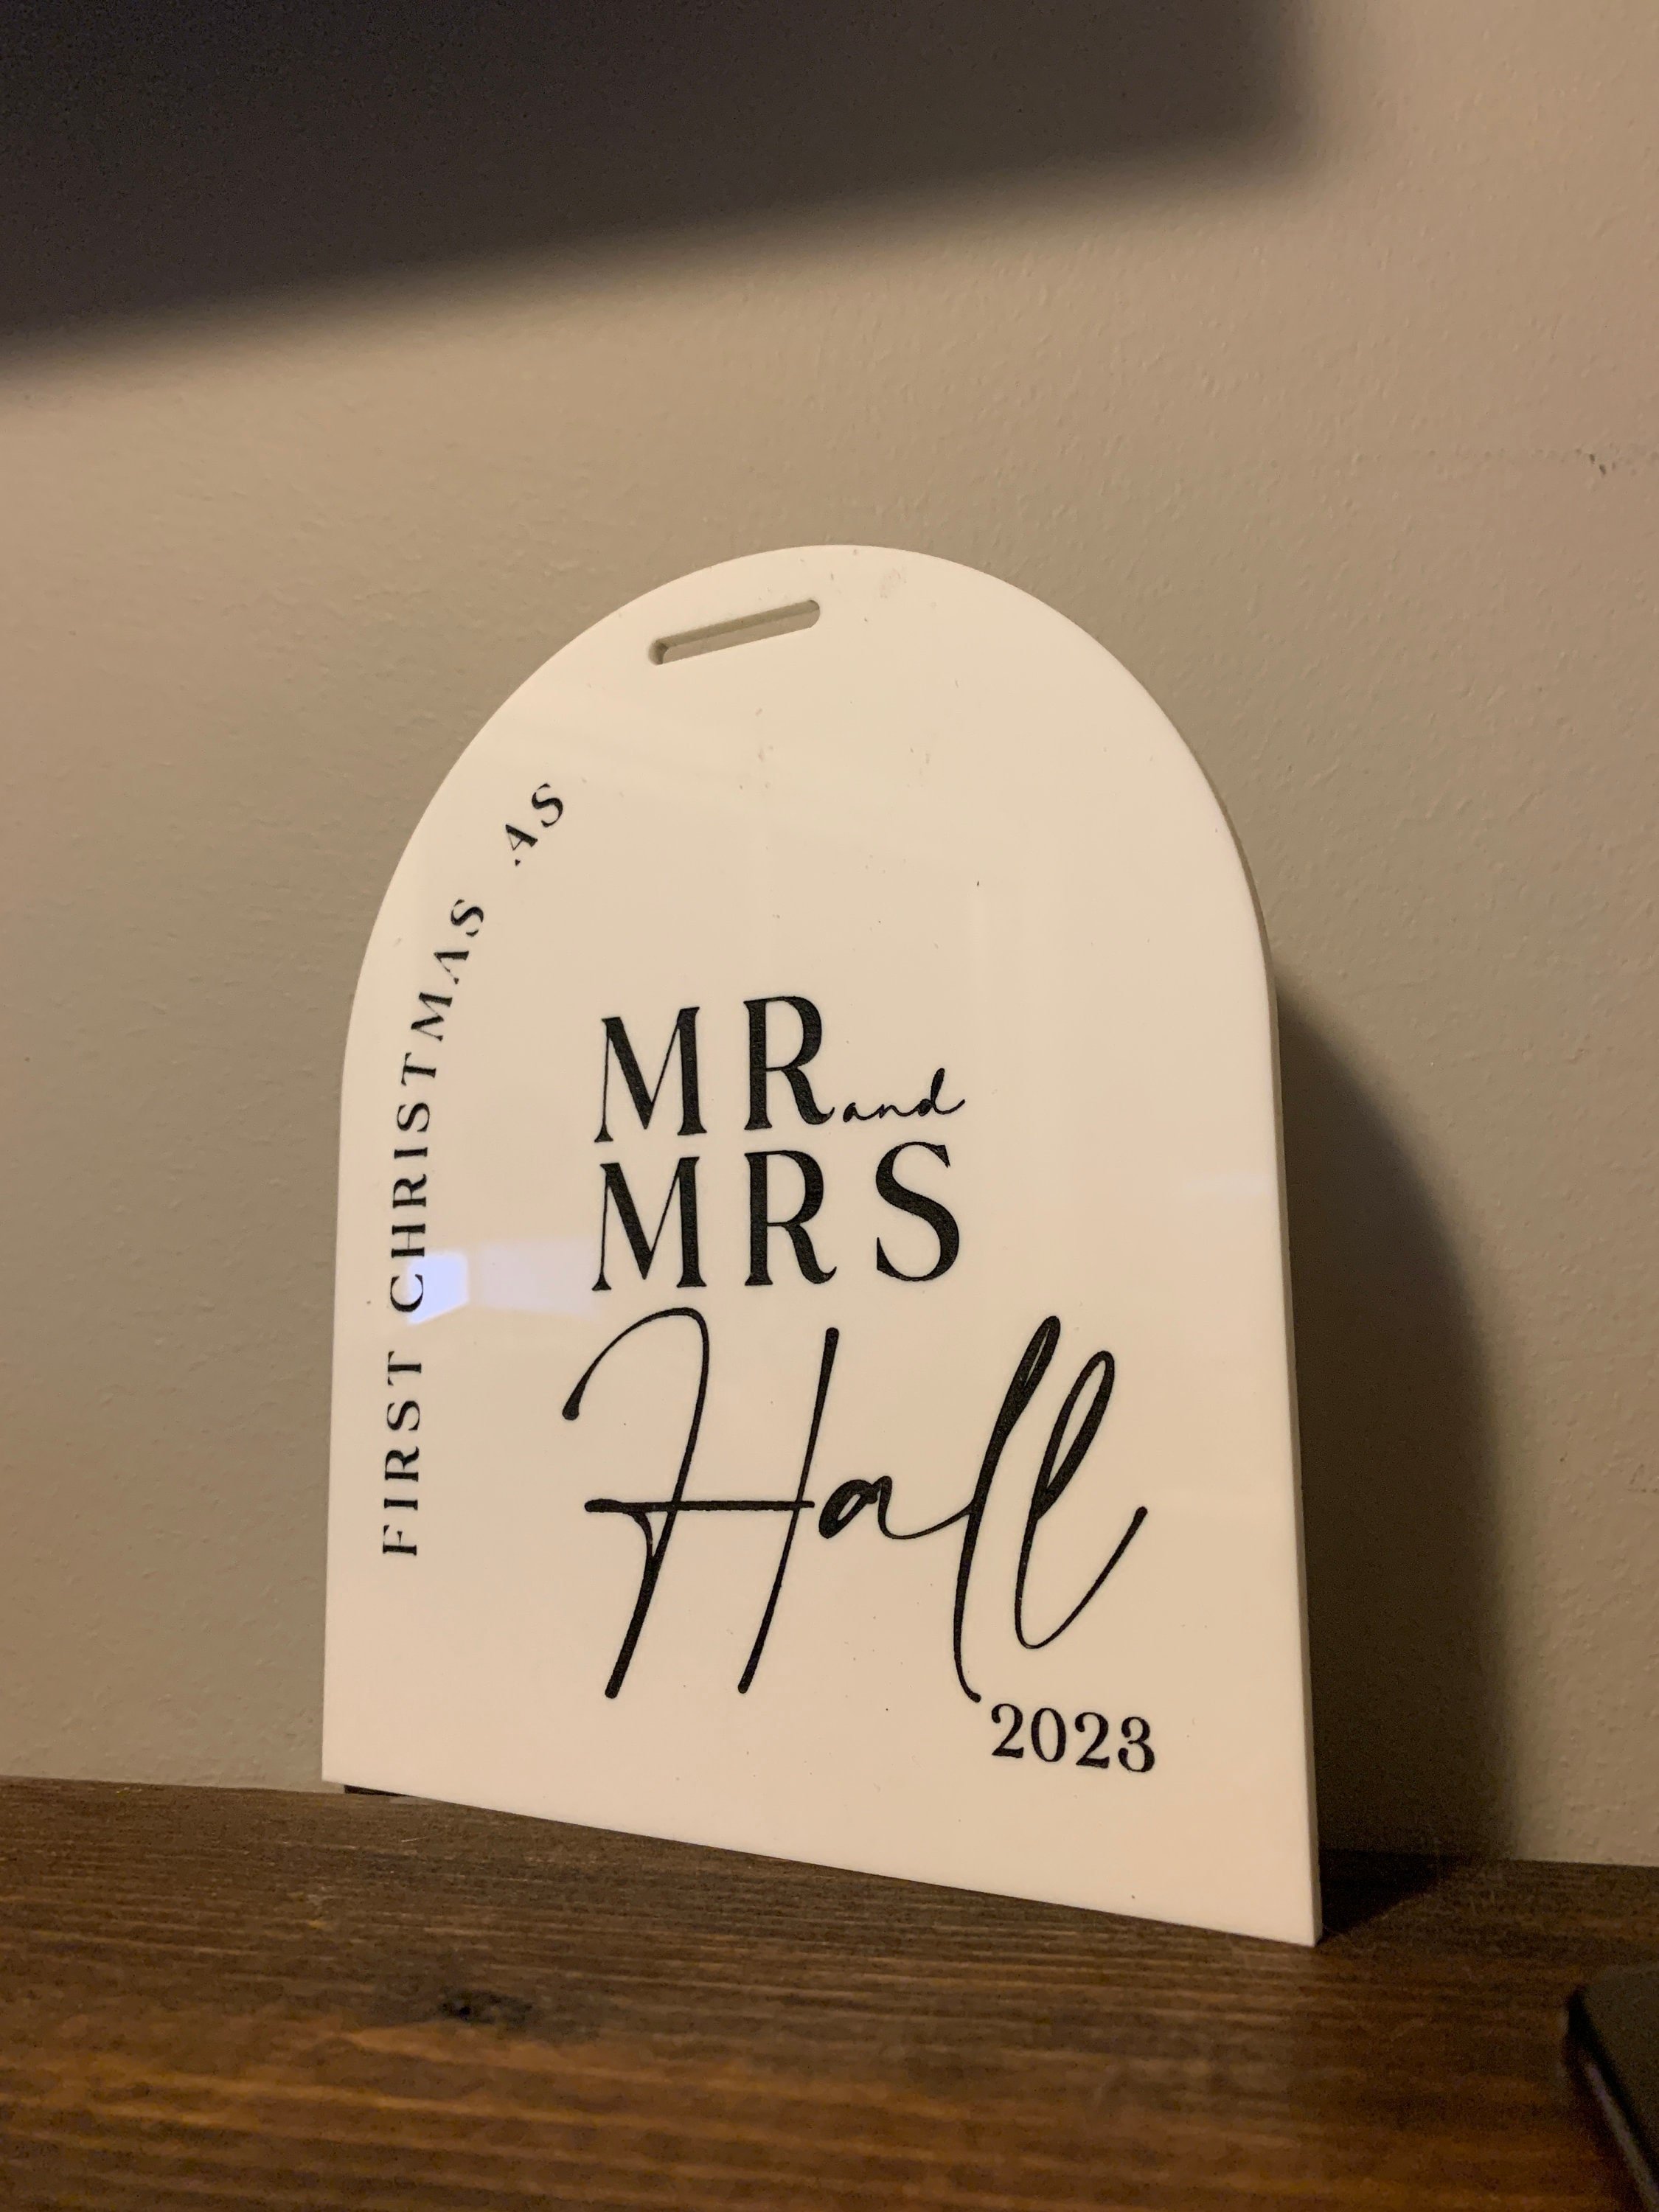 FIRST CHRISTMAS AS
MR and
MRS
Hall
2023